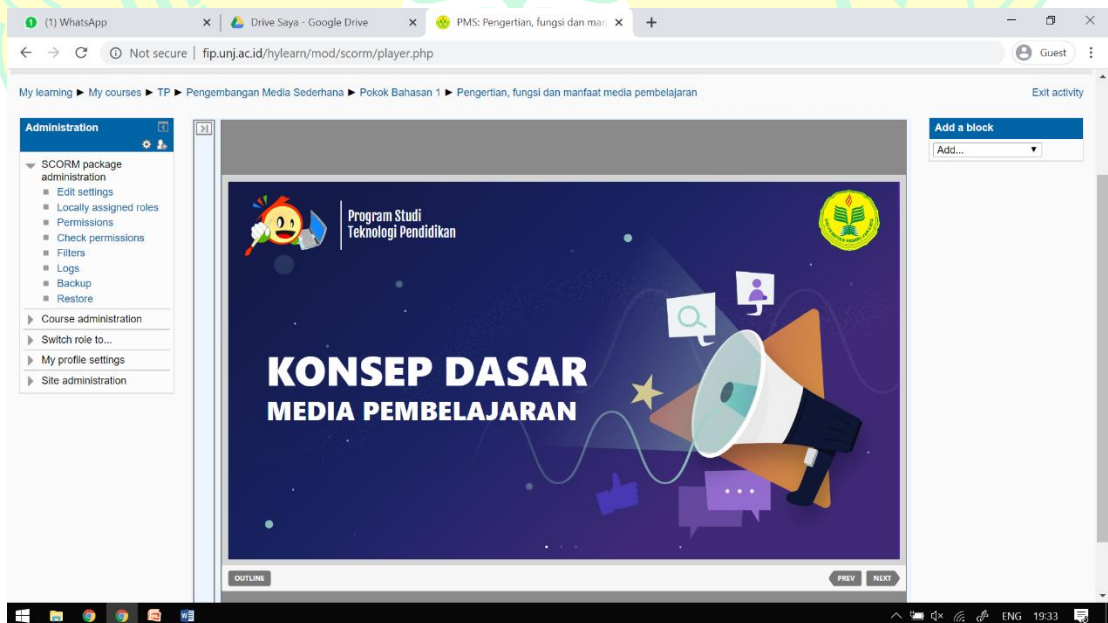 (1) WhatsApp
Drive Saya - Google Drive
PMS: Pengertian, fungsi dan man
Not secure | fip.unj.ac.id/hylearn/mod/scorm/player.php
Guest
My learning ► My courses ► TP ► Pengembangan Media Sederhana ► Pokok Bahasan 1 ► Pengertian, fungsi dan manfaat media pembelajaran
Exit activity
Administration
SCORM package
administration
Edit settings
Locally assigned roles
Permissions
Check permissions
Filters
Logs
Backup
Restore
Course administration
Switch role to...
My profile settings
Site administration
Program Studi
Teknologi Pendidikan
KONSEP DASAR
MEDIA PEMBELAJARAN
OUTLINE
PREV
NEXT
Add a block
Add...
ENG
19:33